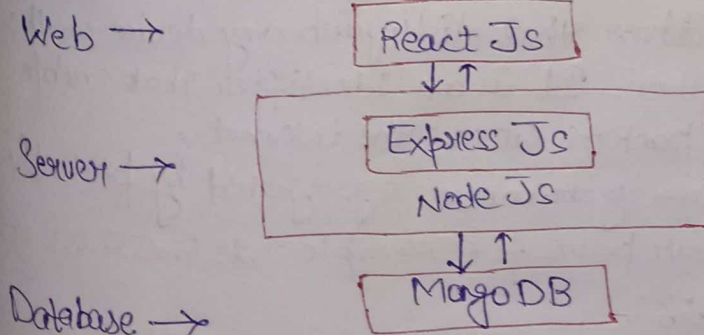 Web → React Js
↓ ↑
Server → Express Js
Node Js
↓ ↑
Database → MongoDB